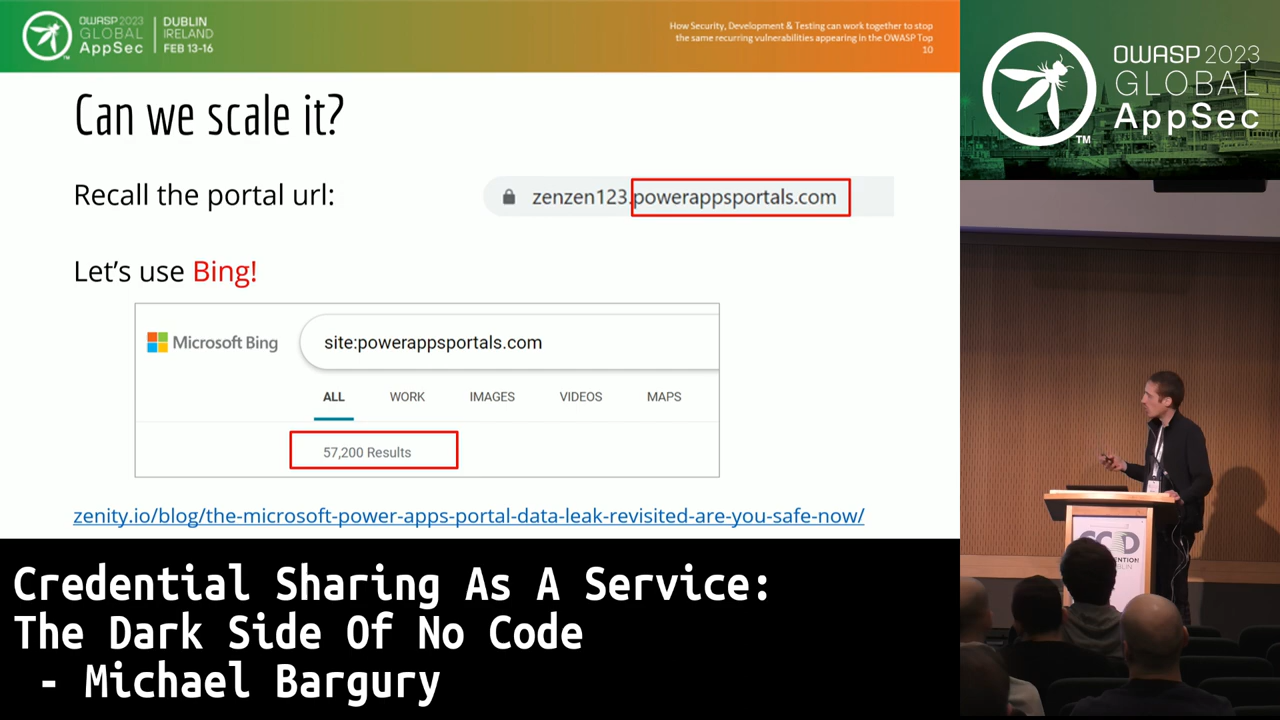 OWASP 2023
GLOBAL
AppSec
DUBLIN
IRELAND
FEB 13-16
How Security, Development & Testing can work together to stop
the same recurring vulnerabilities appearing in the OWASP Top
10
OWASP 2023
GLOBAL
AppSec
TM
Can we scale it?
Recall the portal url:
zenzen123.powerappsportals.com
Let's use Bing!
Microsoft Bing
site:powerappsportals.com
ALL WORK IMAGES VIDEOS MAPS
57,200 Results
zenity.io/blog/the-microsoft-power-apps-portal-data-leak-revisited-are-you-safe-now/
Credential Sharing As A Service:
The Dark Side Of No Code
- Michael Bargury